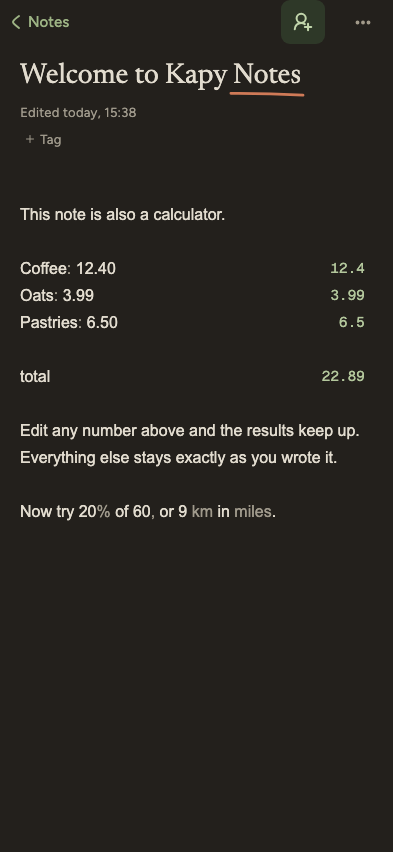 Notes
Welcome to Kapy Notes
Edited today, 15:38
+ Tag
This note is also a calculator.
Coffee: 12.40 12.4
Oats: 3.99 3.99
Pastries: 6.50 6.5
total 22.89
Edit any number above and the results keep up.
Everything else stays exactly as you wrote it.
Now try 20% of 60, or 9 km in miles.